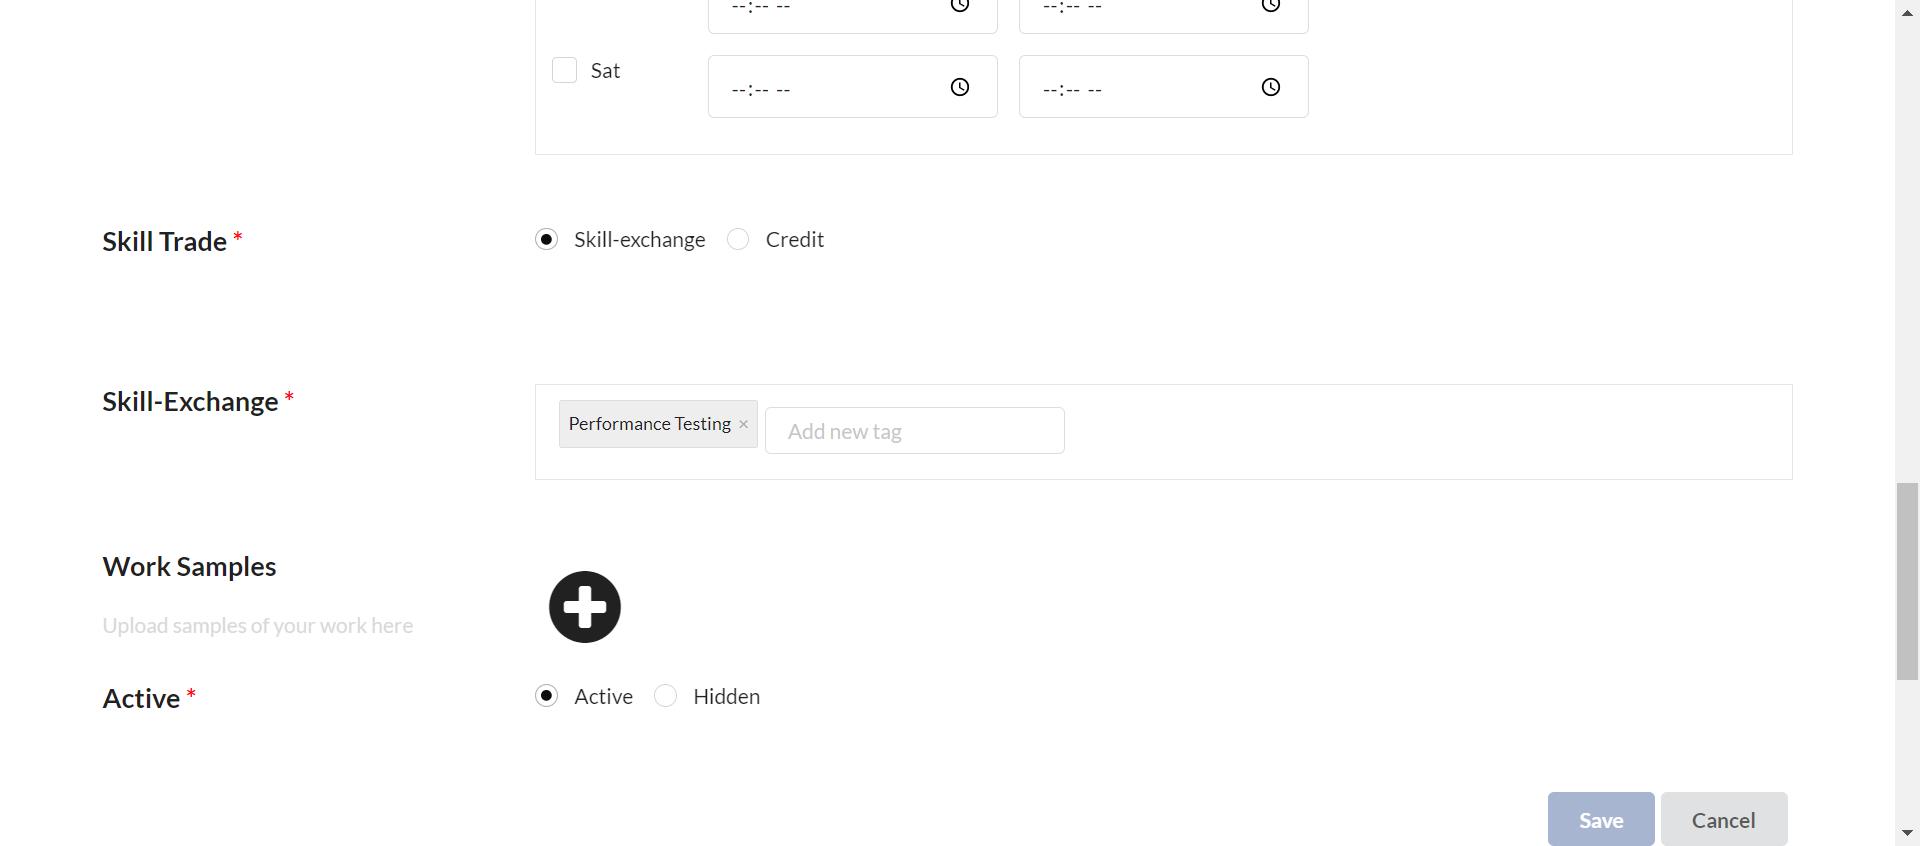 --:-- -- --:-- --
Sat --:-- -- --:-- --
Skill Trade * Skill-exchange Credit
Skill-Exchange * Performance Testing × Add new tag
Work Samples
Upload samples of your work here
Active * Active Hidden
Save Cancel